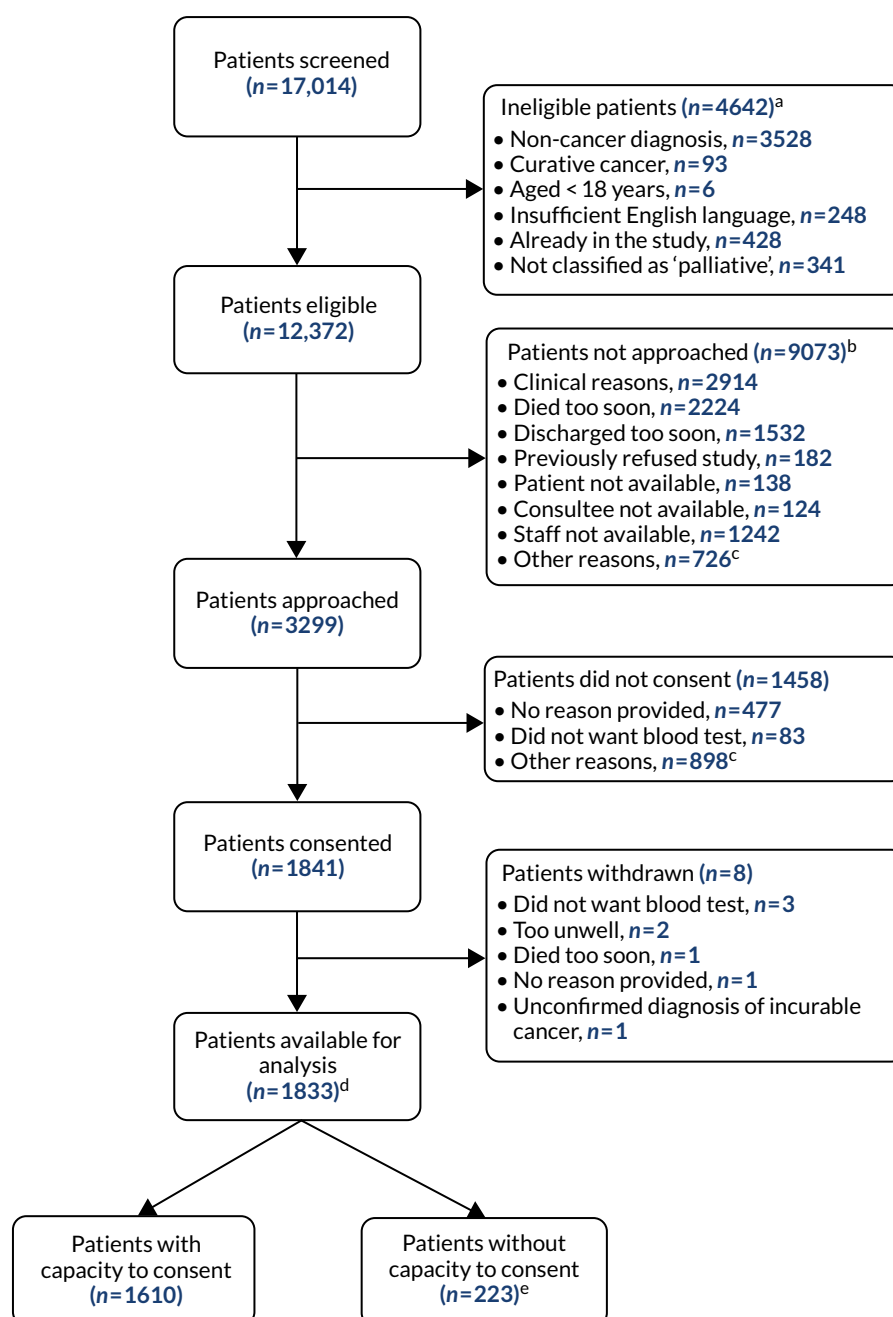 Patients screened
(n=17,014)
Ineligible patients (n=4642)a
• Non-cancer diagnosis, n=3528
• Curative cancer, n=93
• Aged < 18 years, n=6
• Insufficient English language, n=248
• Already in the study, n=428
• Not classified as ‘palliative’, n=341
Patients eligible
(n=12,372)
Patients not approached (n=9073)b
• Clinical reasons, n=2914
• Died too soon, n=2224
• Discharged too soon, n=1532
• Previously refused study, n=182
• Patient not available, n=138
• Consultee not available, n=124
• Staff not available, n=1242
• Other reasons, n=726c
Patients approached
(n=3299)
Patients did not consent (n=1458)
• No reason provided, n=477
• Did not want blood test, n=83
• Other reasons, n=898c
Patients consented
(n=1841)
Patients withdrawn (n=8)
• Did not want blood test, n=3
• Too unwell, n=2
• Died too soon, n=1
• No reason provided, n=1
• Unconfirmed diagnosis of incurable
cancer, n=1
Patients available for
analysis
(n=1833)d
Patients with
capacity to consent
(n=1610)
Patients without
capacity to consent
(n=223)e